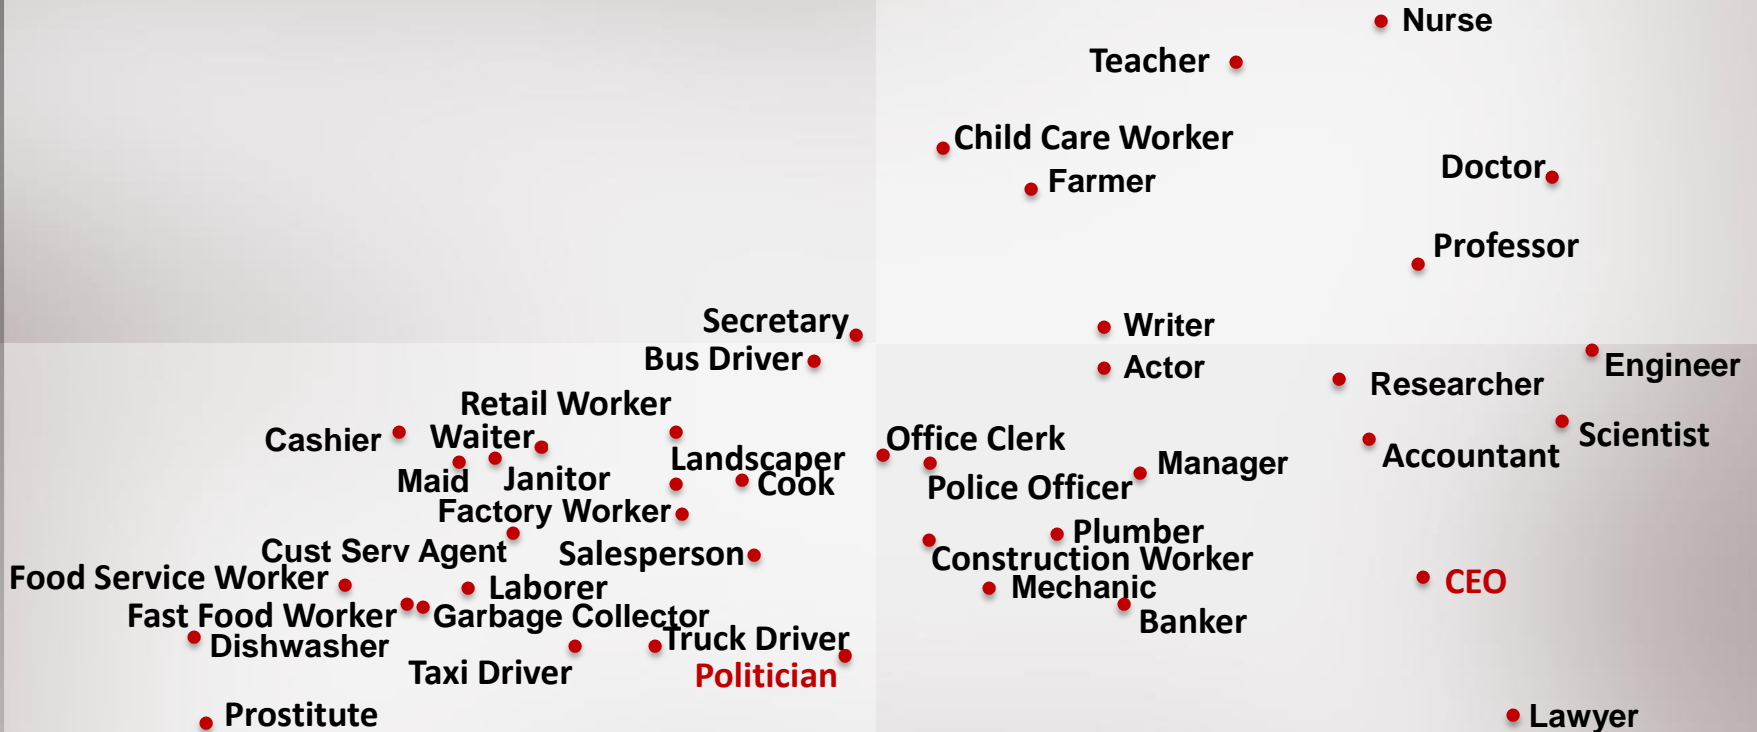 Nurse
Teacher
Child Care Worker
Doctor
Farmer
Professor
Secretary
Writer
Bus Driver
Actor
Engineer
Researcher
Retail Worker
Cashier
Waiter
Office Clerk
Scientist
Landscaper
Accountant
Manager
Maid
Janitor
Cook
Police Officer
Factory Worker
Plumber
Cust Serv Agent
Salesperson
Construction Worker
Food Service Worker
CEO
Laborer
Mechanic
Fast Food Worker
Garbage Collector
Banker
Dishwasher
Truck Driver
Taxi Driver
Politician
Prostitute
Lawyer